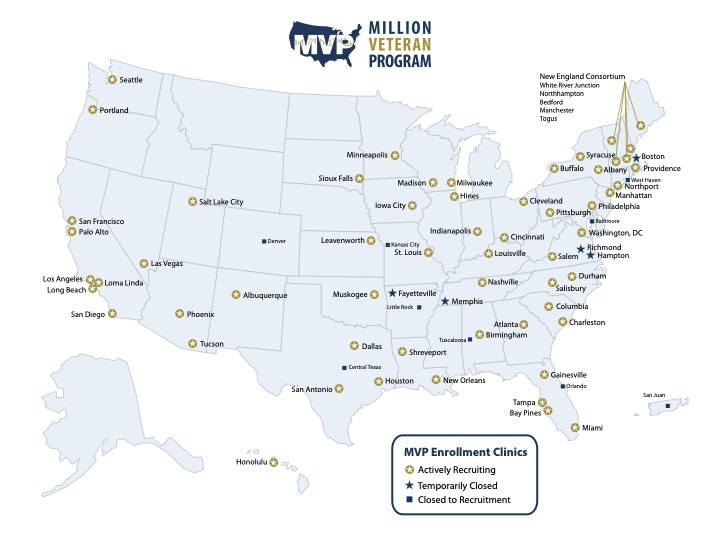 MVP
MILLION
VETERAN
PROGRAM
New England Consortium
White River Junction
Northhampton
Bedford
Manchester
Togus
Seattle
Portland
Minneapolis
Sioux Falls
Madison
Milwaukee
Hines
Iowa City
Syracuse
Boston
Buffalo
Albany
Providence
West Haven
Northport
Manhattan
Cleveland
Pittsburgh
Philadelphia
Baltimore
Washington, DC
Salt Lake City
San Francisco
Palo Alto
Denver
Leavenworth
Kansas City
St. Louis
Indianapolis
Cincinnati
Louisville
Richmond
Hampton
Salem
Las Vegas
Los Angeles
Loma Linda
Long Beach
San Diego
Phoenix
Tucson
Albuquerque
Muskogee
Fayetteville
Little Rock
Memphis
Nashville
Durham
Salisbury
Columbia
Charleston
Atlanta
Birmingham
Tuscaloosa
Dallas
Shreveport
Central Texas
San Antonio
Houston
New Orleans
Gainesville
Orlando
Tampa
Bay Pines
Miami
San Juan
Honolulu
MVP Enrollment Clinics
Actively Recruiting
Temporarily Closed
Closed to Recruitment